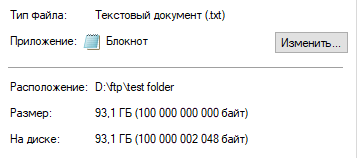 Тип файла: Текстовый документ (.txt)
Приложение: Блокнот Изменить...
Расположение: D:\ftp\test folder
Размер: 93,1 ГБ (100 000 000 000 байт)
На диске: 93,1 ГБ (100 000 002 048 байт)